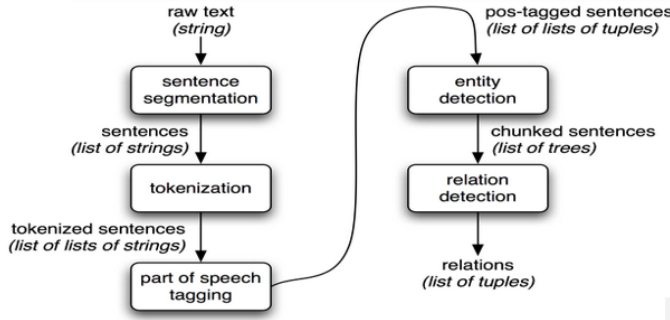 raw text
(string)
sentence
segmentation
sentences
(list of strings)
tokenization
tokenized sentences
(list of lists of strings)
part of speech
tagging
pos-tagged sentences
(list of lists of tuples)
entity
detection
chunked sentences
(list of trees)
relation
detection
relations
(list of tuples)